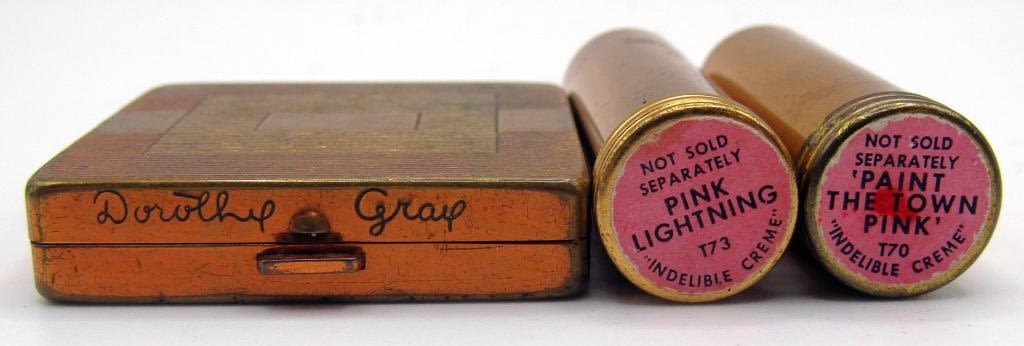 Dorothy Gray
NOT SOLD
SEPARATELY
PINK
LIGHTNING
T73
"INDELIBLE CREME"
NOT SOLD
SEPARATELY
'PAINT
THE TOWN
PINK'
T70
"INDELIBLE CREME"